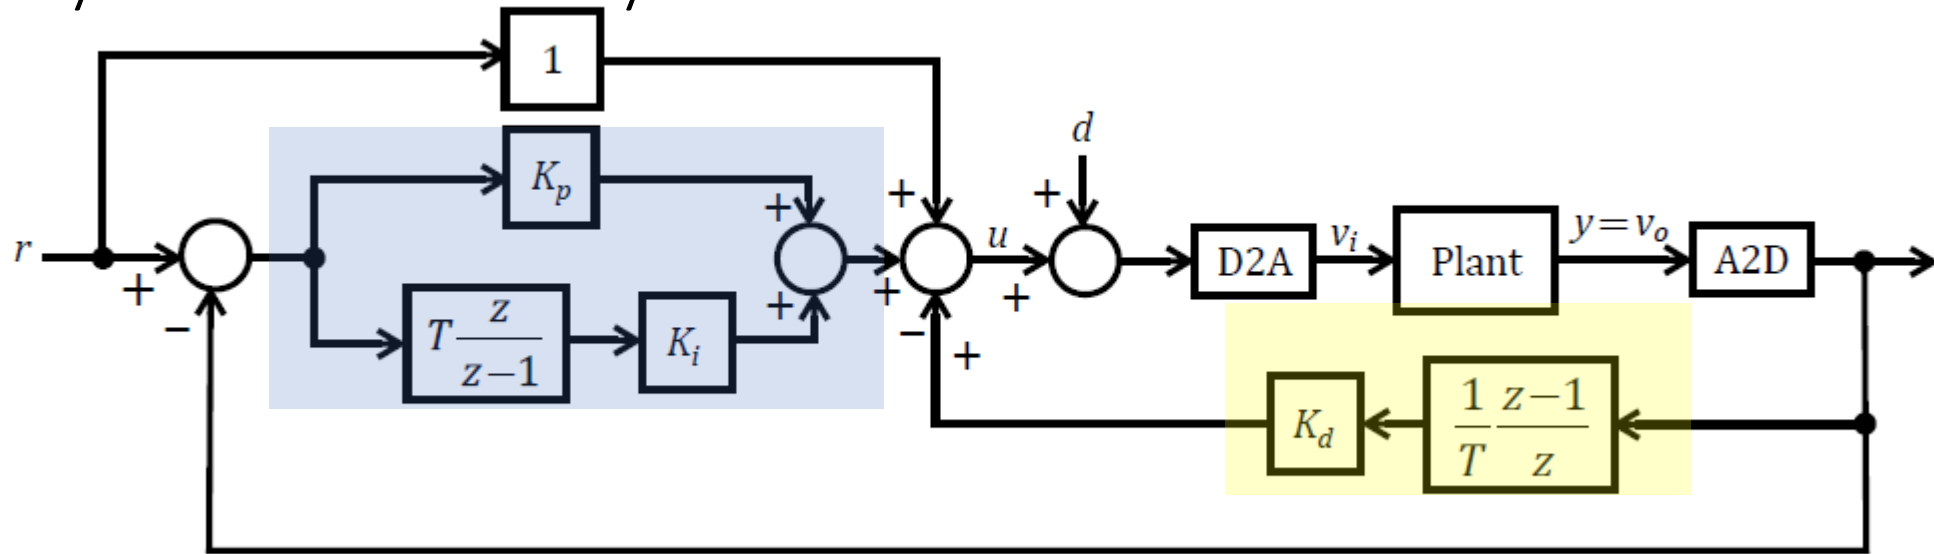 1
K_p
d
+
+
+
r
+
−
T z/(z−1)
K_i
+
+
+
−
+
u
+
D2A
v_i
Plant
y=v_o
A2D
K_d
1/T (z−1)/z